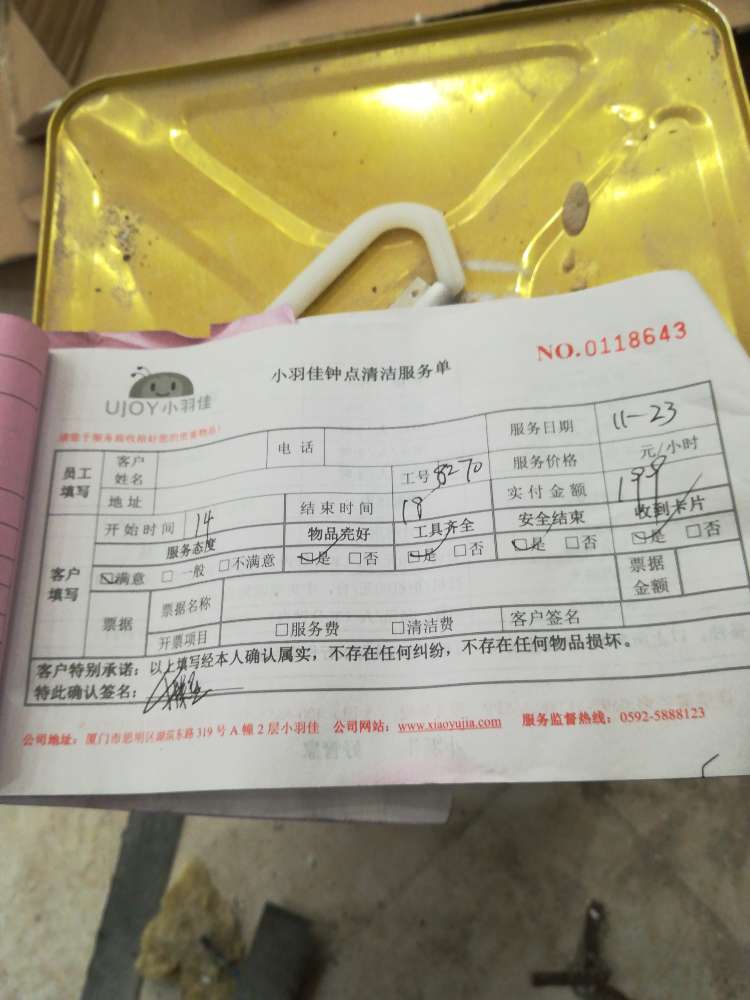 NO.0118643
小羽佳钟点清洁服务单
UJOY小羽佳
员工填写 客户姓名 电话 服务日期 11-23
地址 工号 8270 服务价格 元/小时
客户填写 开始时间 14 结束时间 18 实付金额 199
服务态度 物品完好 工具齐全 安全结束 收到卡片
☑满意 □一般 □不满意 ☑是 □否 ☑是 □否 ☑是 □否 ☑是 □否
票据 票据名称 票据金额
开票项目 □服务费 □清洁费 客户签名
客户特别承诺：以上填写经本人确认属实，不存在任何纠纷，不存在任何物品损坏。
特此确认签名：
公司地址：厦门市思明区湖滨东路319号A幢2层小羽佳 公司网站：www.xiaoyujia.com 服务监督热线：0592-5888123